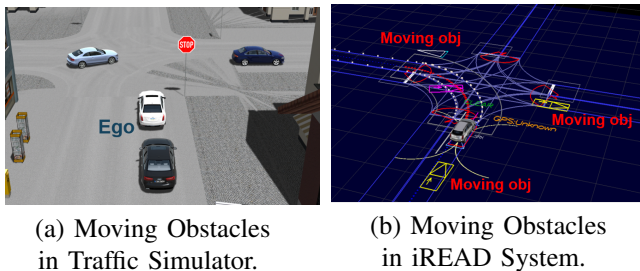 STOP
Ego
(a) Moving Obstacles
in Traffic Simulator.
Moving obj
Moving obj
GPS:Unknown
Moving obj
(b) Moving Obstacles
in iREAD System.